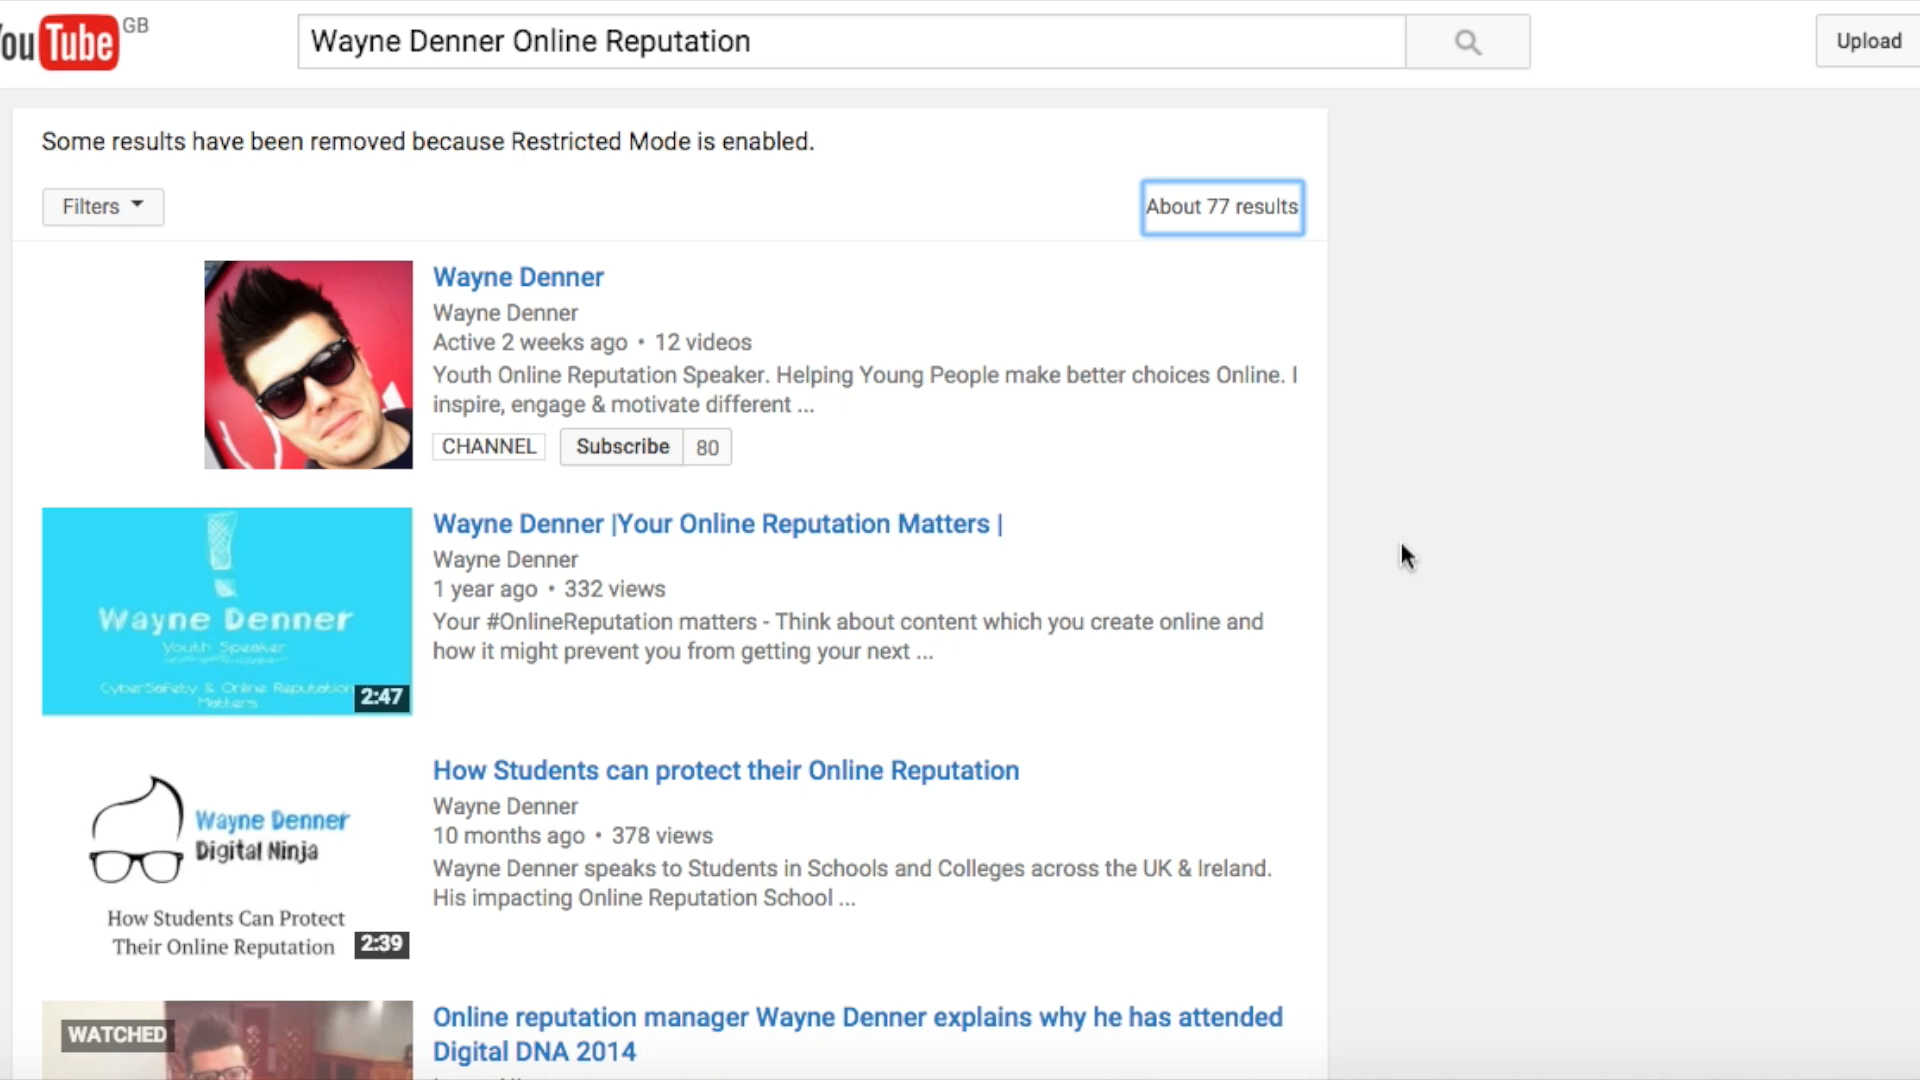 You Tube GB
Wayne Denner Online Reputation
Upload
Some results have been removed because Restricted Mode is enabled.
Filters
About 77 results
Wayne Denner
Wayne Denner
Active 2 weeks ago • 12 videos
Youth Online Reputation Speaker. Helping Young People make better choices Online. I
inspire, engage & motivate different ...
CHANNEL Subscribe 80
Wayne Denner
Youth Speaker
CyberSafety & Online Reputation
Matters
2:47
Wayne Denner |Your Online Reputation Matters |
Wayne Denner
1 year ago • 332 views
Your #OnlineReputation matters - Think about content which you create online and
how it might prevent you from getting your next ...
Wayne Denner
Digital Ninja
How Students Can Protect
Their Online Reputation
2:39
How Students can protect their Online Reputation
Wayne Denner
10 months ago • 378 views
Wayne Denner speaks to Students in Schools and Colleges across the UK & Ireland.
His impacting Online Reputation School ...
WATCHED
Online reputation manager Wayne Denner explains why he has attended
Digital DNA 2014